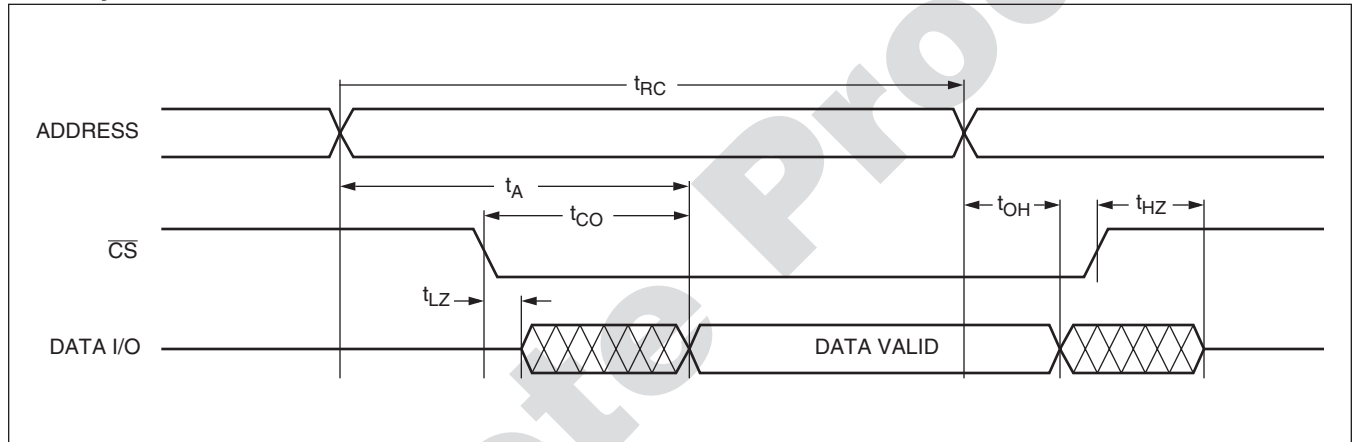 tRC
ADDRESS
tA
tCO
tOH
tHZ
CS
tLZ
DATA I/O
DATA VALID